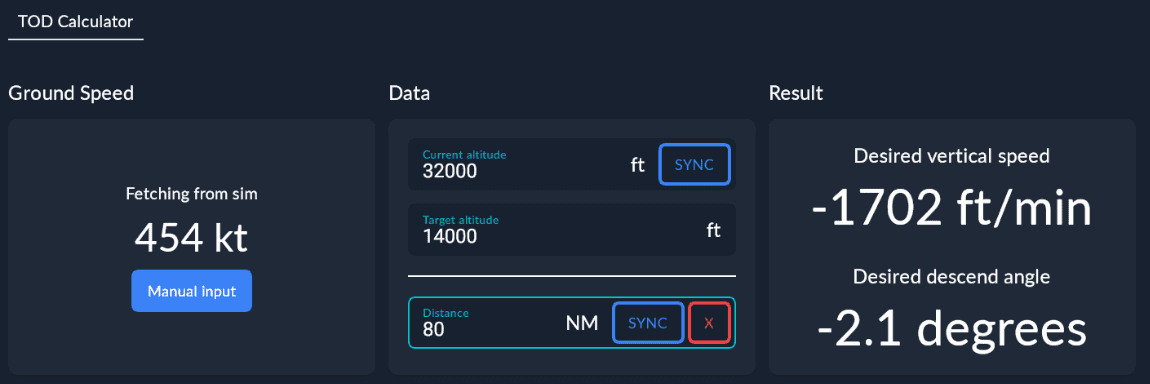 TOD Calculator
Ground Speed
Fetching from sim
454 kt
Manual input
Data
Current altitude
32000 ft SYNC
Target altitude
14000 ft
Distance
80 NM SYNC X
Result
Desired vertical speed
-1702 ft/min
Desired descend angle
-2.1 degrees